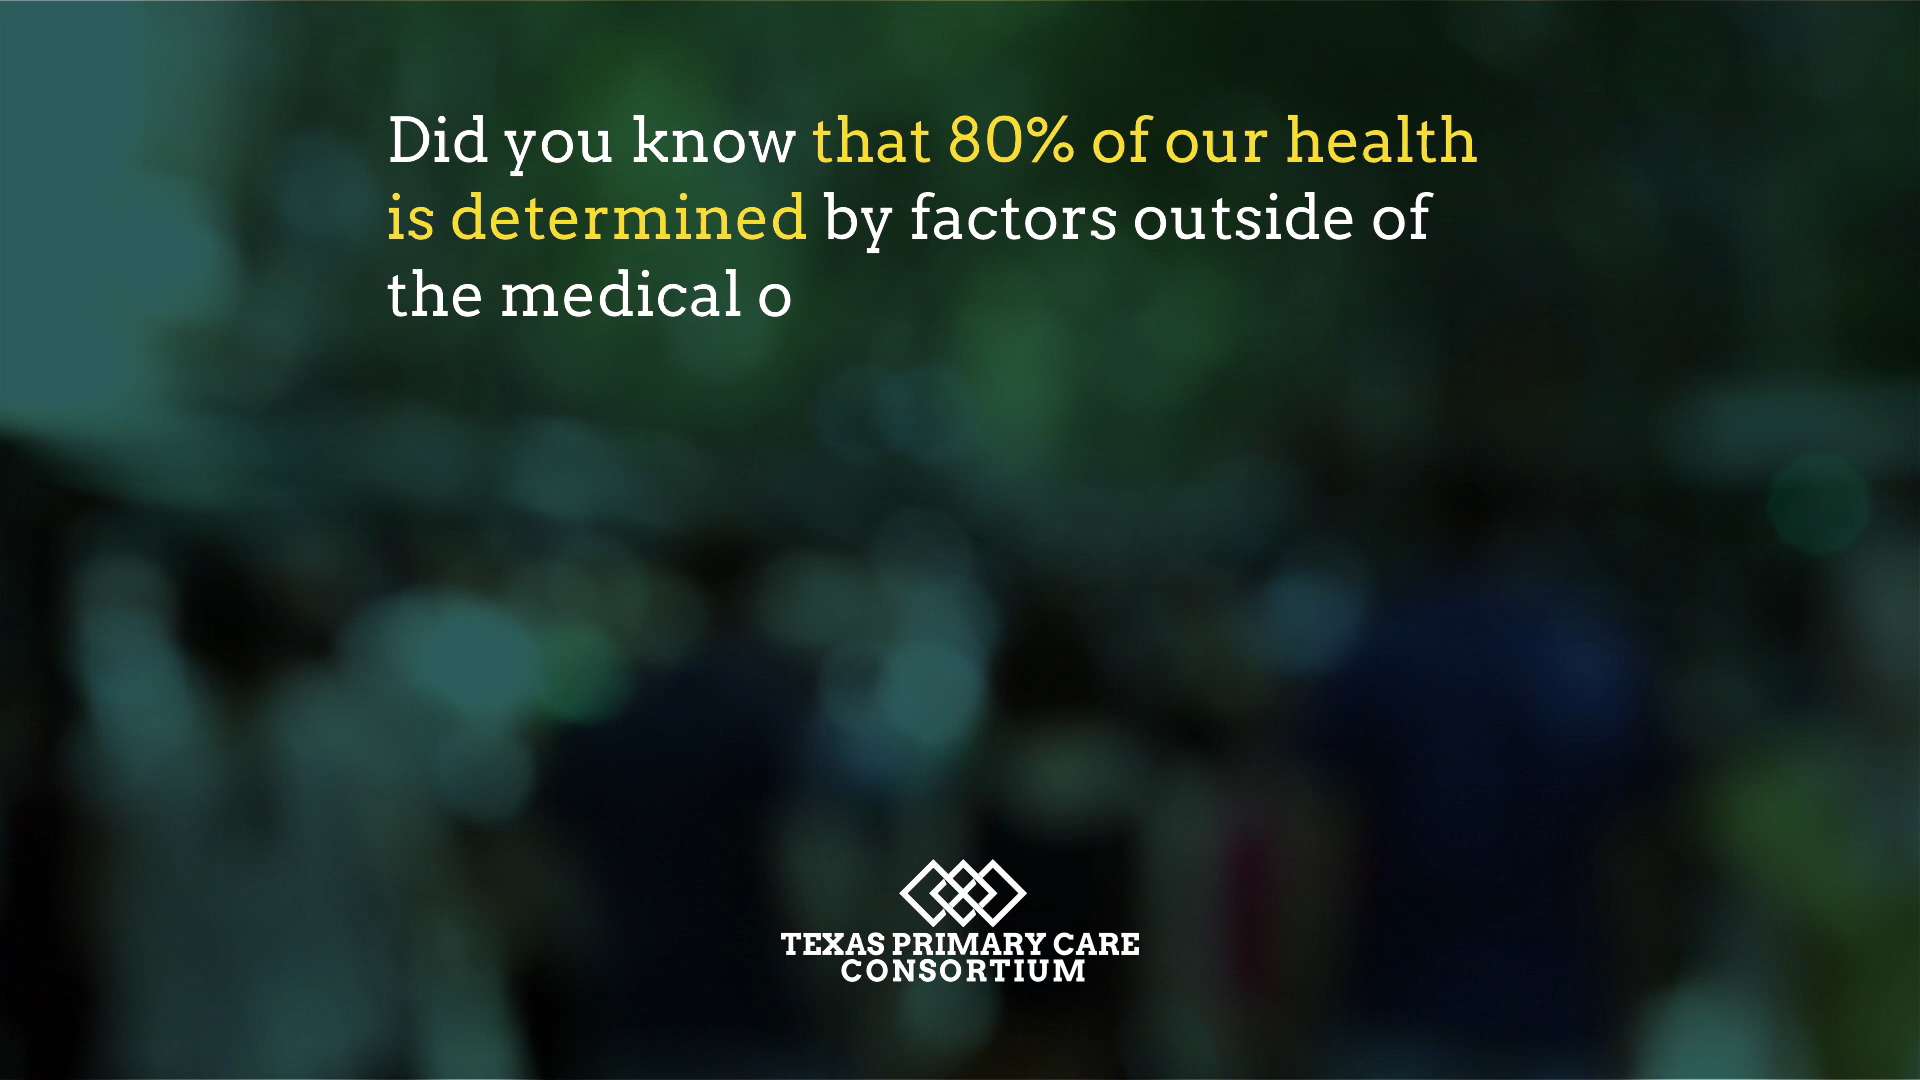 Did you know that 80% of our health
is determined by factors outside of
the medical o
TEXAS PRIMARY CARE
CONSORTIUM